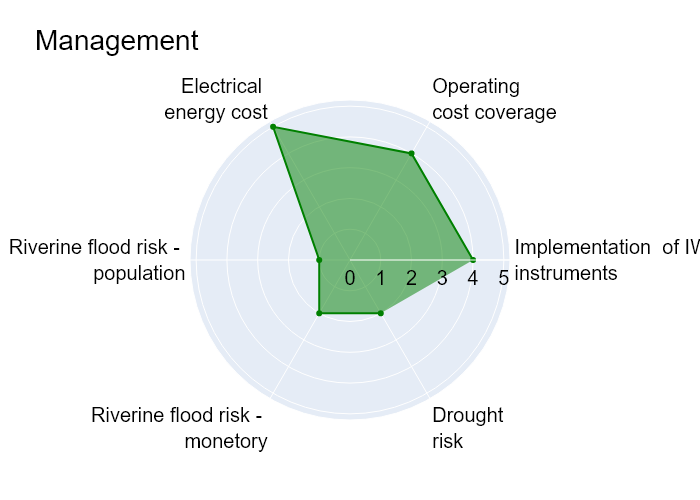 Management
Electrical
energy cost
Operating
cost coverage
Riverine flood risk -
population
Implementation of IW
instruments
0 1 2 3 4 5
Riverine flood risk -
monetory
Drought
risk